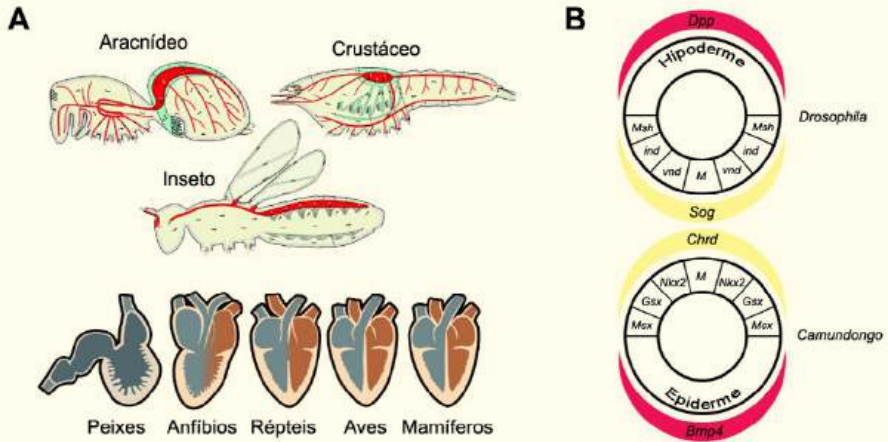 A
Aracnídeo
Crustáceo
Inseto
Peixes Anfíbios Répteis Aves Mamíferos
B
Dpp
Hipoderme
Msh Msh
ind ind
vnd M vnd
Sog
Drosophila
Chrd
Nkx2 M Nkx2
Gsx Gsx
Msx Msx
Epiderme
Bmp4
Camundongo